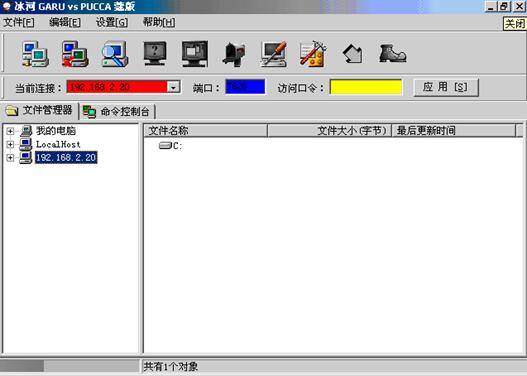 冰河 GARU vs PUCCA 蔻版
文件[F] 编辑[E] 设置[G] 帮助[H] 关闭
当前连接: 192.168.2.20 端口: 7626 访问口令: 应用 [S]
文件管理器 命令控制台
我的电脑
LocalHost
192.168.2.20
文件名称 文件大小(字节) 最后更新时间
C:
共有1个对象